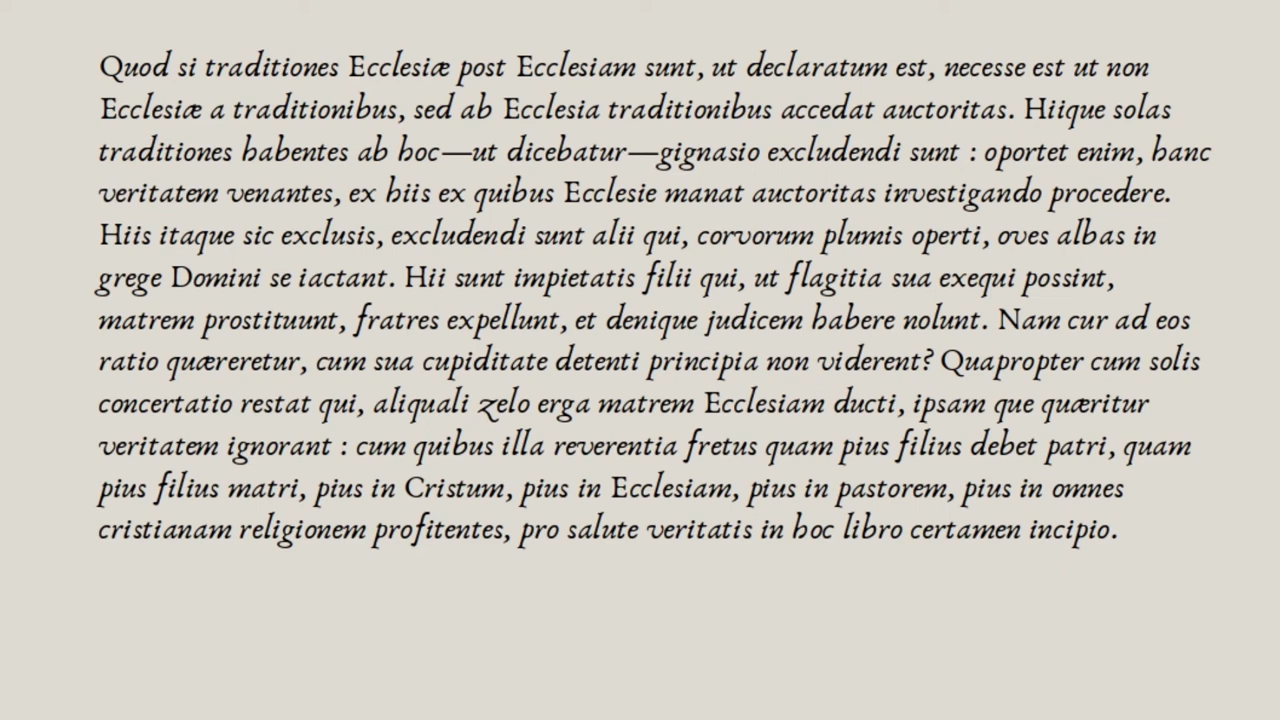 Quod si traditiones Ecclesiæ post Ecclesiam sunt, ut declaratum est, necesse est ut non
Ecclesiæ a traditionibus, sed ab Ecclesia traditionibus accedat auctoritas. Hiique solas
traditiones habentes ab hoc—ut dicebatur—gignasio excludendi sunt : oportet enim, hanc
veritatem venantes, ex hiis ex quibus Ecclesie manat auctoritas investigando procedere.
Hiis itaque sic exclusis, excludendi sunt alii qui, corvorum plumis operti, oves albas in
grege Domini se iactant. Hii sunt impietatis filii qui, ut flagitia sua exequi possint,
matrem prostituunt, fratres expellunt, et denique judicem habere nolunt. Nam cur ad eos
ratio quæreretur, cum sua cupiditate detenti principia non viderent? Quapropter cum solis
concertatio restat qui, aliquali zelo erga matrem Ecclesiam ducti, ipsam que quæritur
veritatem ignorant : cum quibus illa reverentia fretus quam pius filius debet patri, quam
pius filius matri, pius in Cristum, pius in Ecclesiam, pius in pastorem, pius in omnes
cristianam religionem profitentes, pro salute veritatis in hoc libro certamen incipio.